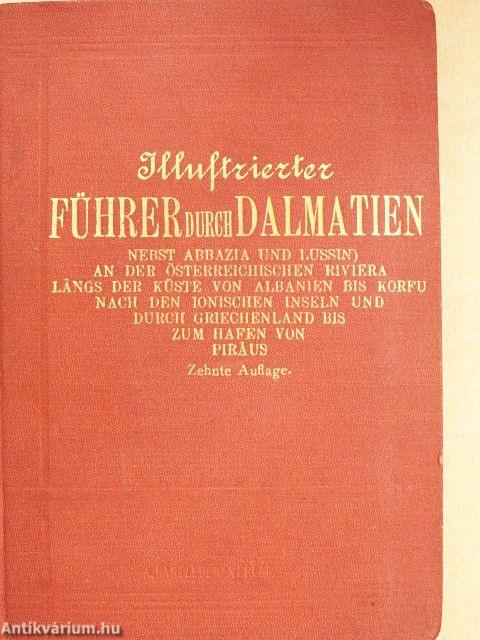 Illustrierter
FÜHRER DURCH DALMATIEN
NEBST ABBAZIA UND LUSSIN)
AN DER ÖSTERREICHISCHEN RIVIERA
LÄNGS DER KÜSTE VON ALBANIEN BIS KORFU
NACH DEN IONISCHEN INSELN UND
DURCH GRIECHENLAND BIS
ZUM HAFEN VON
PIRÄUS
Zehnte Auflage.
Antikvárium.hu